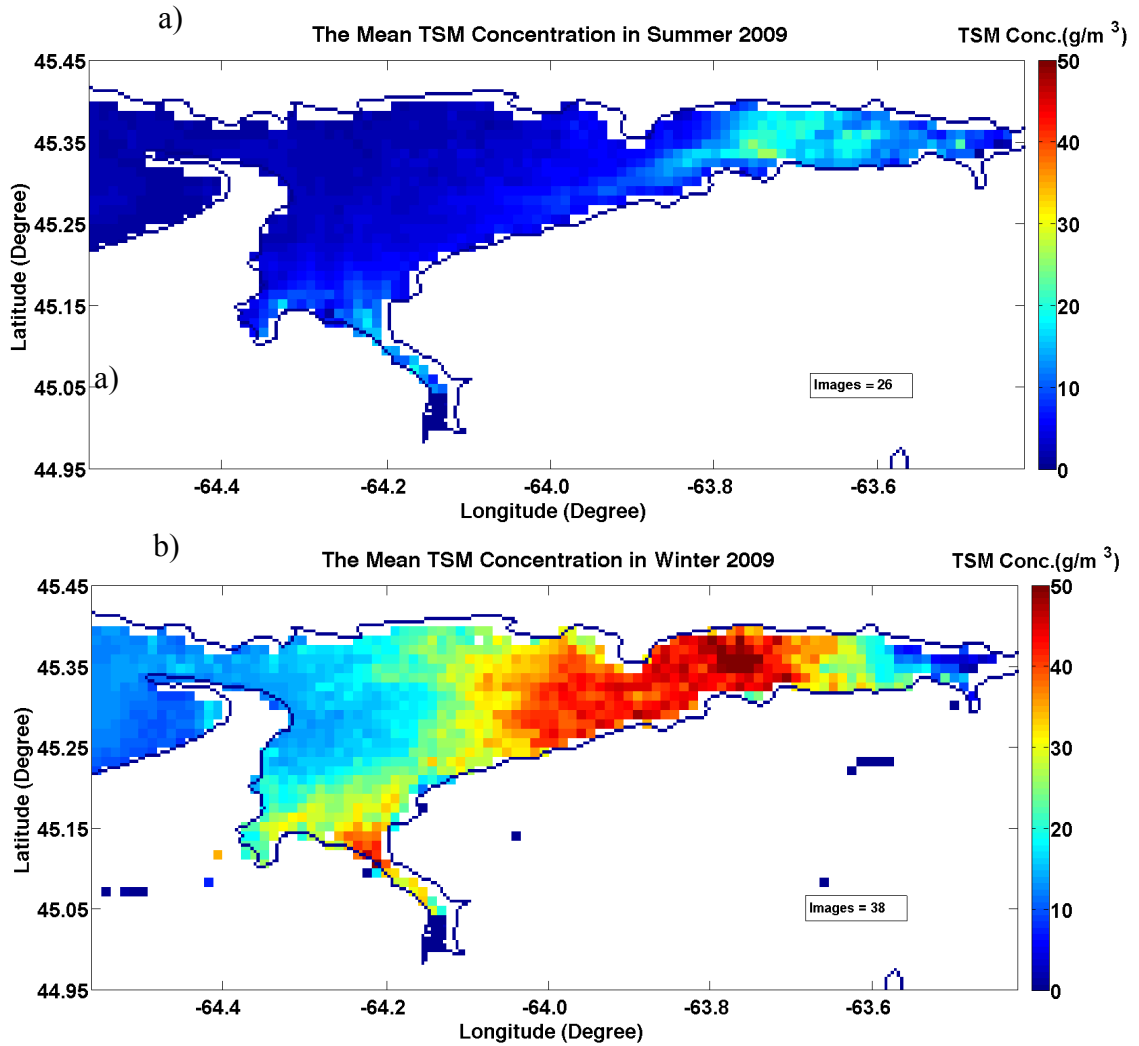 a)
The Mean TSM Concentration in Summer 2009
TSM Conc.(g/m 3)
45.45
45.35
45.25
45.15
45.05
44.95
Latitude (Degree)
a)
-64.4 -64.2 -64.0 -63.8 -63.6
Longitude (Degree)
Images = 26
50
40
30
20
10
0
b)
The Mean TSM Concentration in Winter 2009
TSM Conc.(g/m 3)
45.45
45.35
45.25
45.15
45.05
44.95
Latitude (Degree)
-64.4 -64.2 -64.0 -63.8 -63.6
Longitude (Degree)
Images = 38
50
40
30
20
10
0